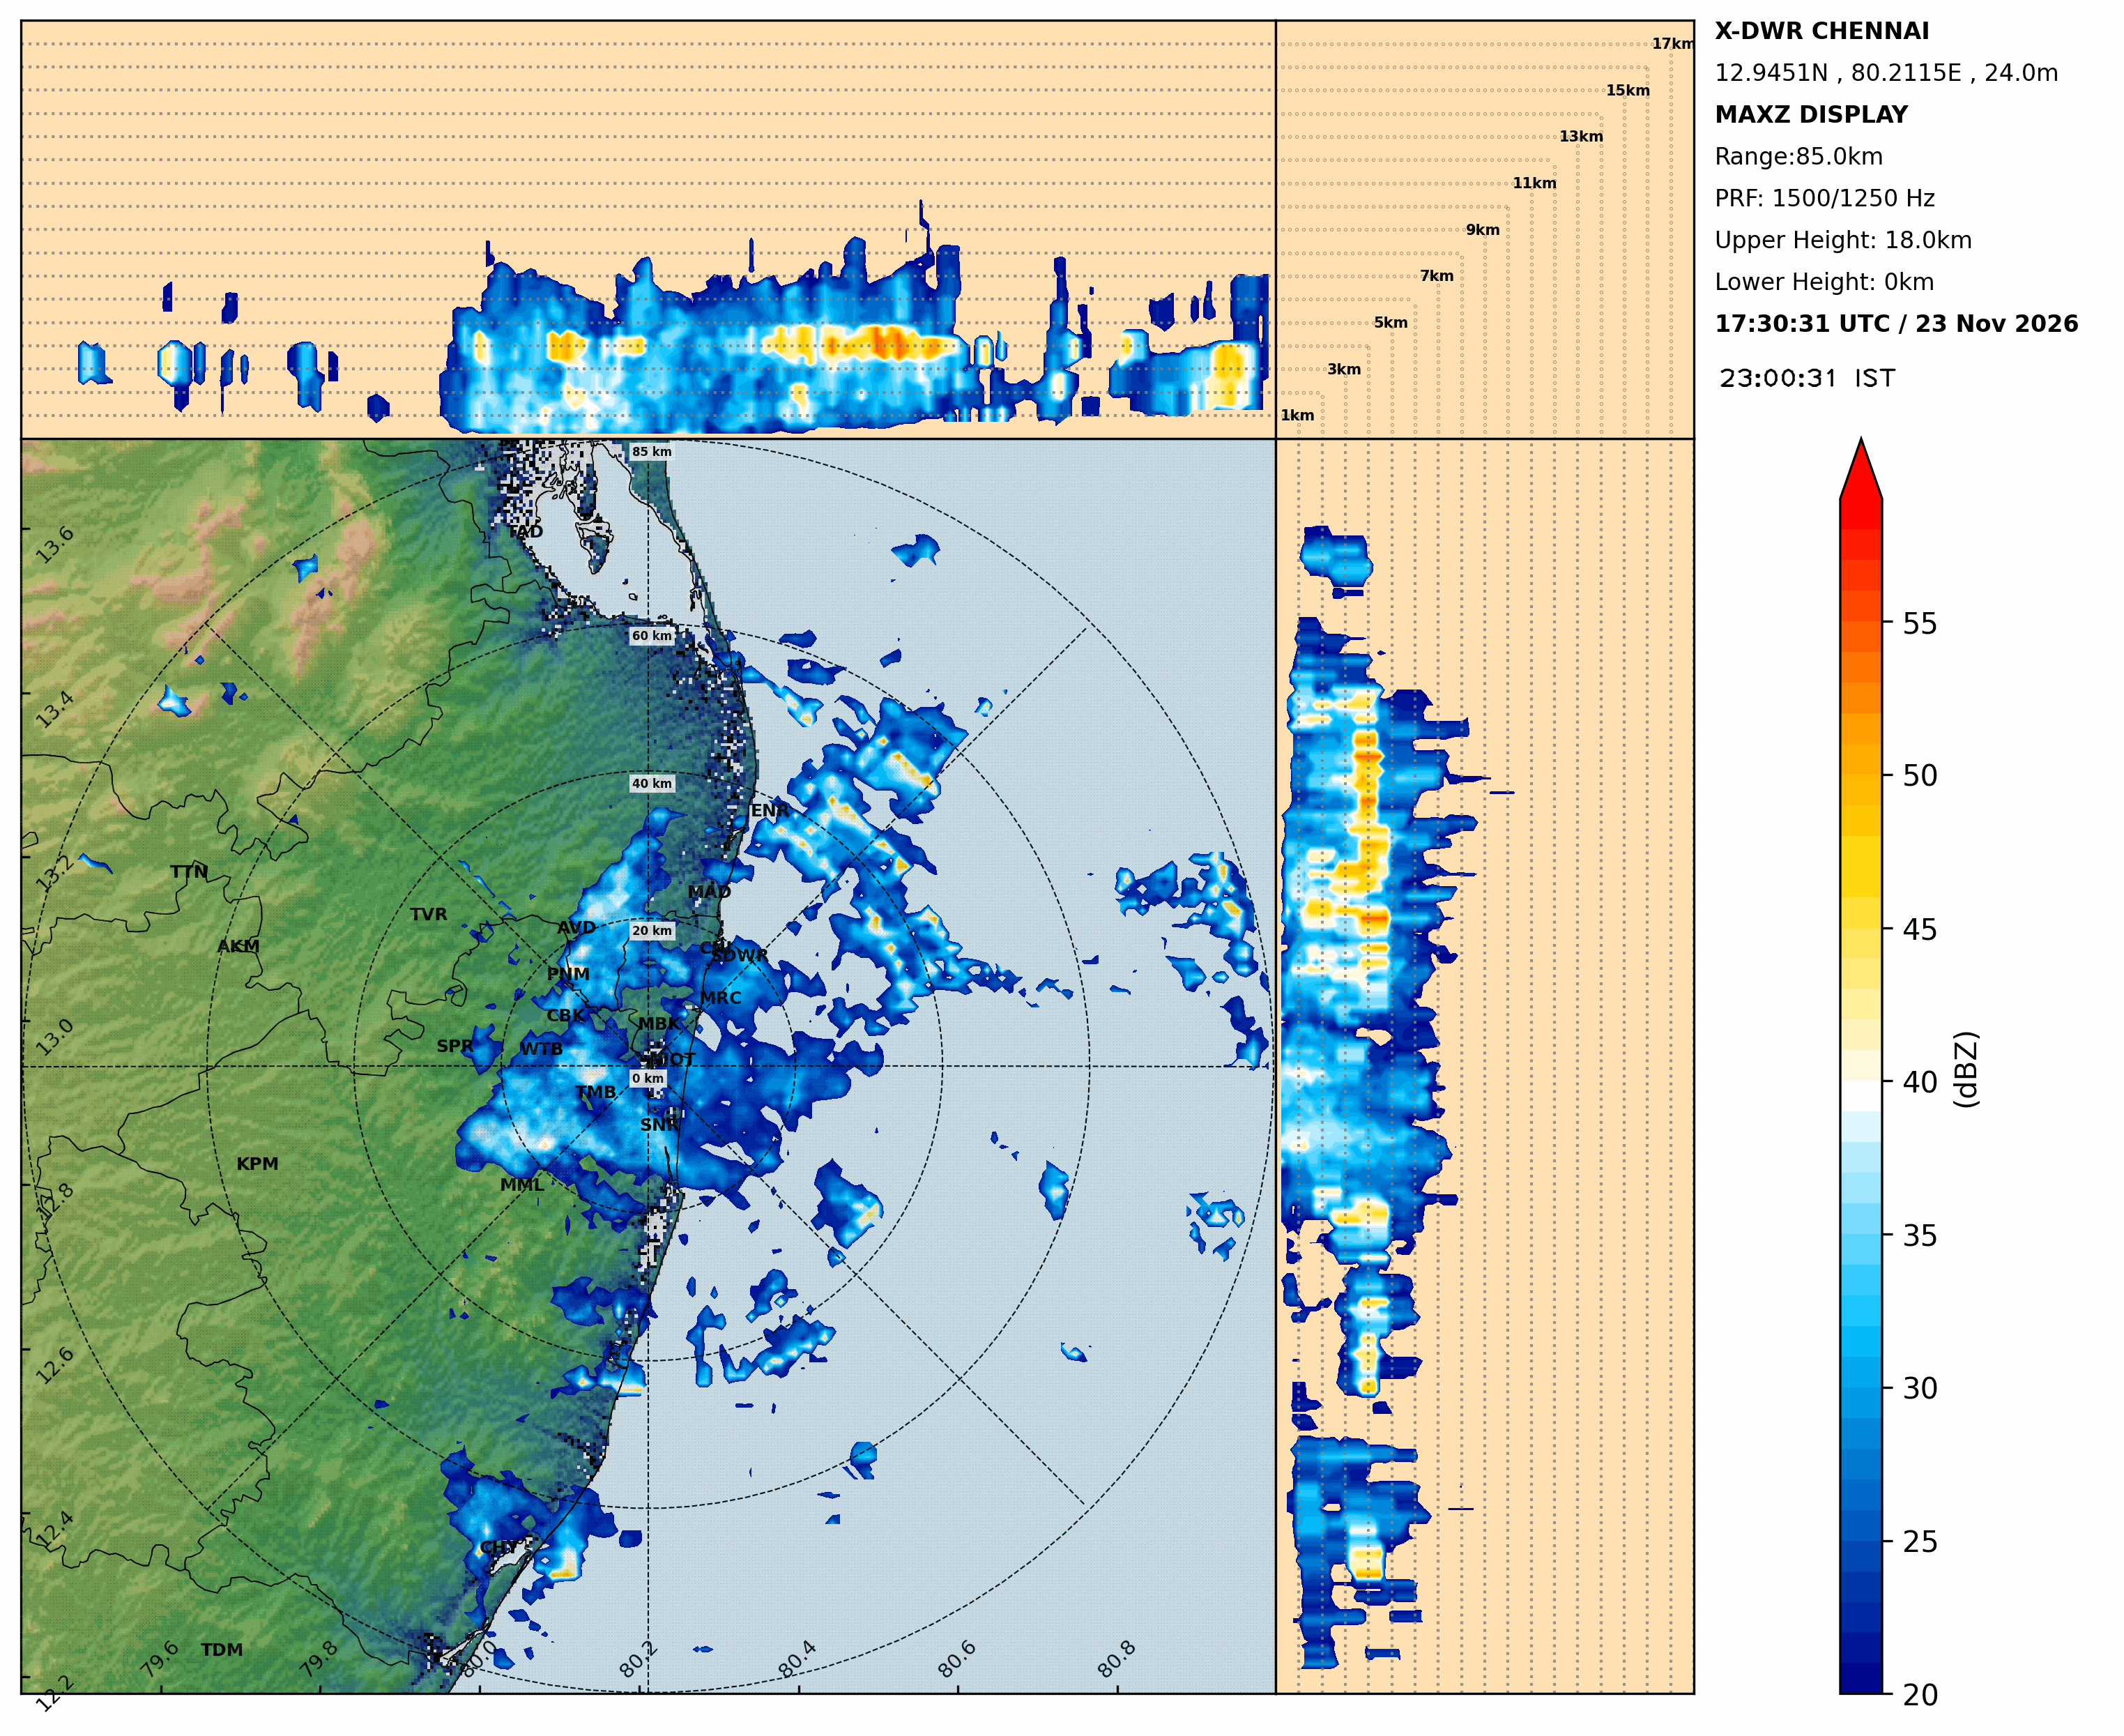 X-DWR CHENNAI
12.9451N , 80.2115E , 24.0m
MAXZ DISPLAY
Range:85.0km
PRF: 1500/1250 Hz
Upper Height: 18.0km
Lower Height: 0km
17:30:31 UTC / 23 Nov 2026
23:00:31 IST
17km
15km
13km
11km
9km
7km
5km
3km
1km
85 km
60 km
40 km
20 km
0 km
TAD
ENR
TTN
MAD
TVR
AVD
AKM
SDWR
PNM
MRC
CBK
MBK
SPR
WTB
IOT
TMB
SNR
KPM
MML
CHY
TDM
13.6
13.4
13.2
13.0
12.8
12.6
12.4
12.2
79.6
79.8
80.0
80.2
80.4
80.6
80.8
55
50
45
40
35
30
25
20
(dBZ)